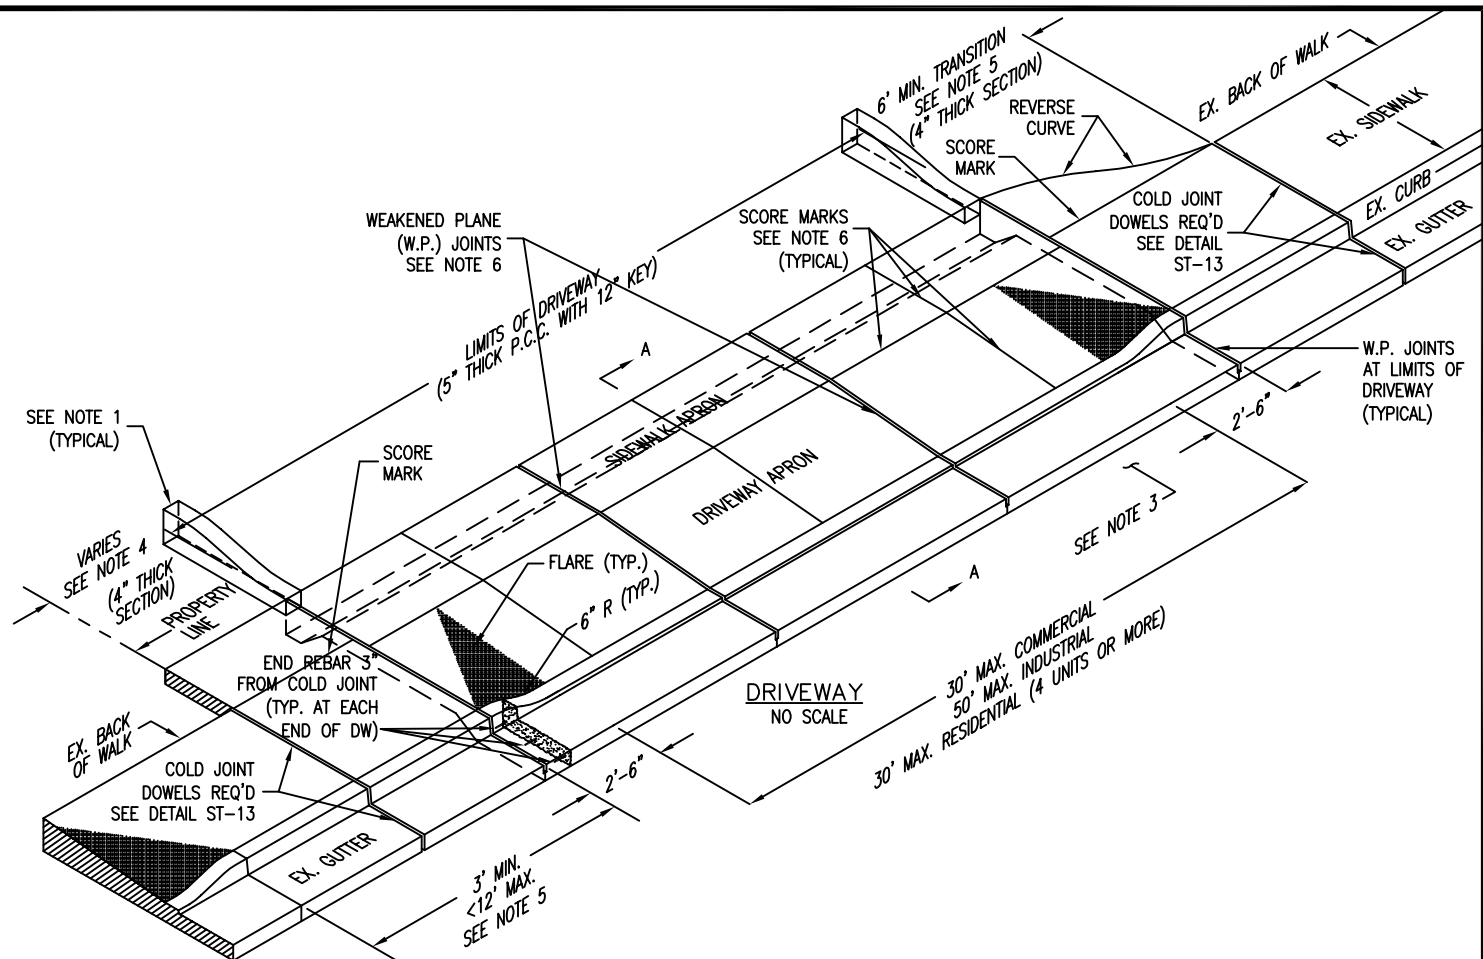 6' MIN. TRANSITION
SEE NOTE 5
(4" THICK SECTION)
EX. BACK OF WALK
REVERSE
CURVE
EX. SIDEWALK
SCORE
MARK
EX. CURB
COLD JOINT
DOWELS REQ'D
SEE DETAIL
ST-13
EX. GUTTER
WEAKENED PLANE
(W.P.) JOINTS
SEE NOTE 6
SCORE MARKS
SEE NOTE 6
(TYPICAL)
LIMITS OF DRIVEWAY
(5" THICK P.C.C. WITH 12" KEY)
A
W.P. JOINTS
AT LIMITS OF
DRIVEWAY
(TYPICAL)
2'-6"
SEE NOTE 1
(TYPICAL)
SCORE
MARK
SIDEWALK APRON
DRIVEWAY APRON
SEE NOTE 3
VARIES
SEE NOTE 4
(4" THICK
SECTION)
PROPERTY
LINE
FLARE (TYP.)
6" R (TYP.)
A
END REBAR 3"
FROM COLD JOINT
(TYP. AT EACH
END OF DW)
DRIVEWAY
NO SCALE
30' MAX. COMMERCIAL
50' MAX. INDUSTRIAL
30' MAX. RESIDENTIAL (4 UNITS OR MORE)
EX. BACK
OF WALK
COLD JOINT
DOWELS REQ'D
SEE DETAIL ST-13
2'-6"
EX. GUTTER
3' MIN.
<12' MAX.
SEE NOTE 5